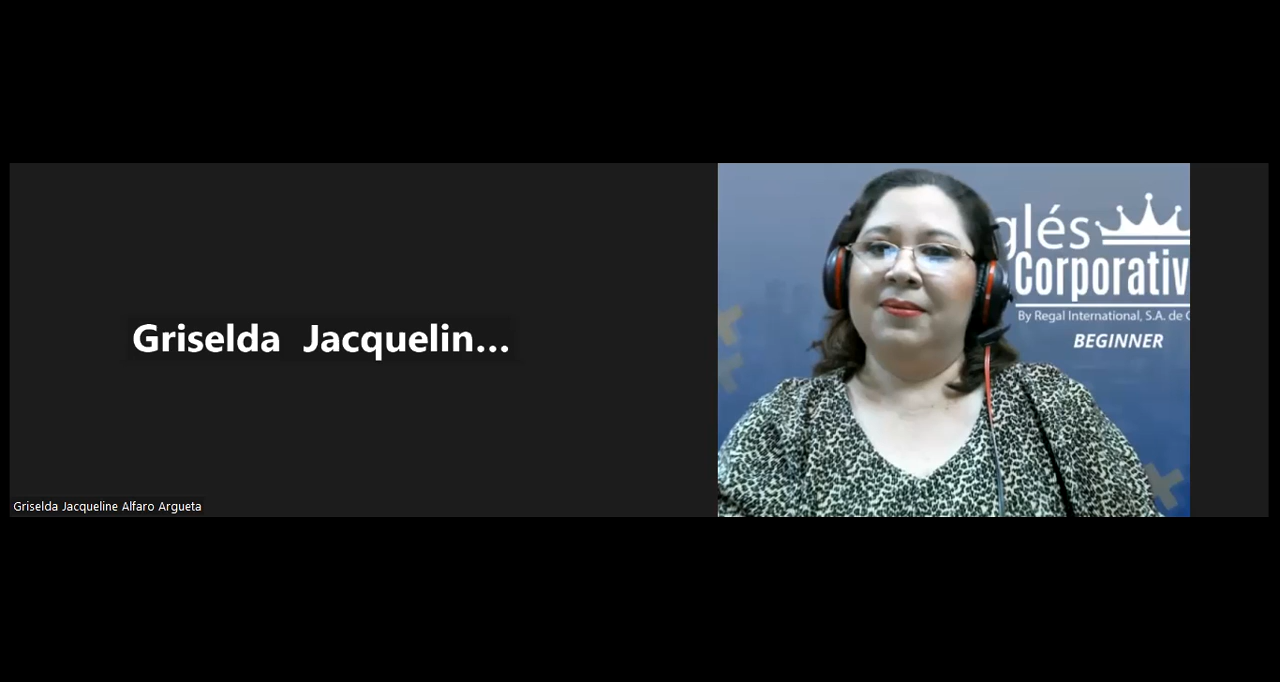 Griselda Jacquelin...
Griselda Jacqueline Alfaro Argueta
glés
Corporativ
By Regal International, S.A. de C
BEGINNER